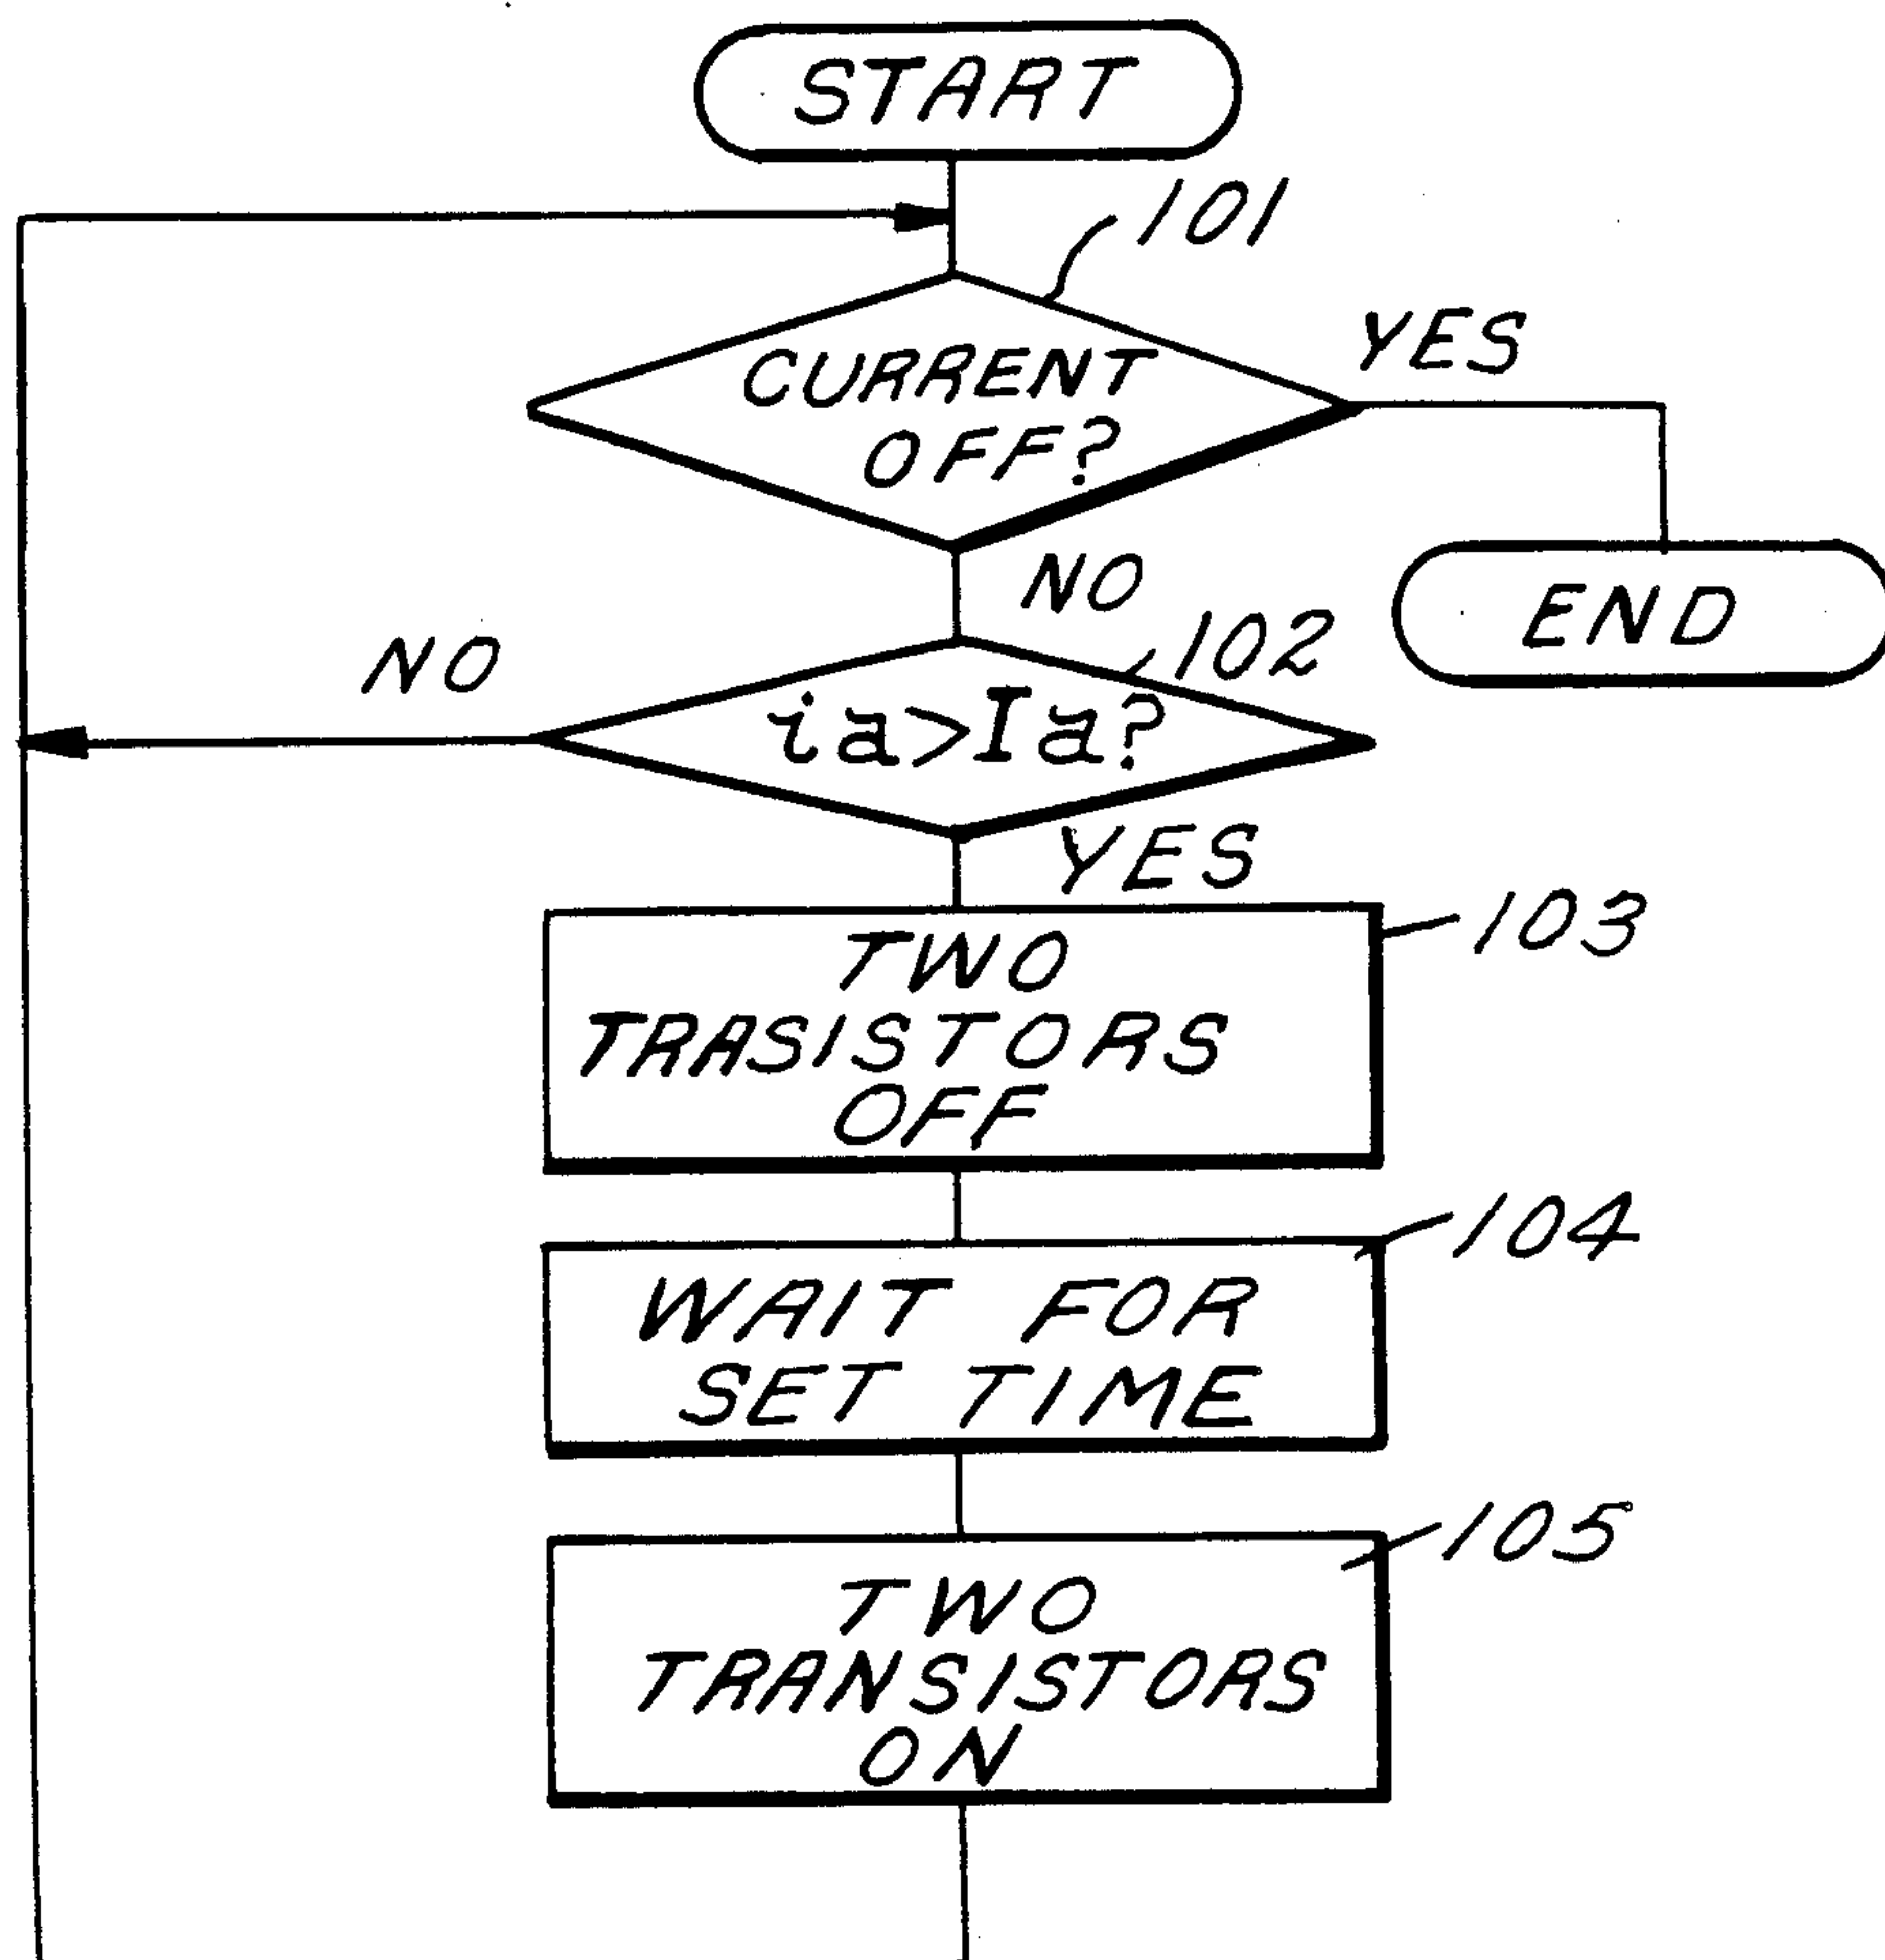 START
101
CURRENT
OFF?
YES
NO
END
102
NO
ia>Ia?
YES
103
TWO
TRASISTORS
OFF
104
WAIT FOR
SET TIME
105
TWO
TRANSISTORS
ON